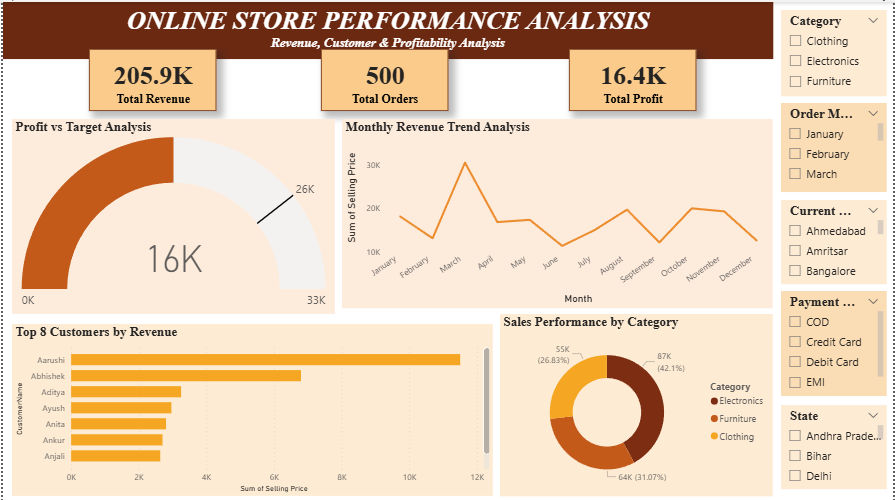 ONLINE STORE PERFORMANCE ANALYSIS
Revenue, Customer & Profitability Analysis
205.9K
Total Revenue
500
Total Orders
16.4K
Total Profit
Profit vs Target Analysis
26K
16K
0K
33K
Monthly Revenue Trend Analysis
Sum of Selling Price
30K
20K
10K
January
February
March
April
May
June
July
August
September
October
November
December
Month
Top 8 Customers by Revenue
CustomerName
Aarushi
Abhishek
Aditya
Ayush
Anita
Ankur
Anjali
0K
2K
4K
6K
8K
10K
12K
Sum of Selling Price
Sales Performance by Category
55K
(26.83%)
87K
(42.1%)
64K (31.07%)
Category
Electronics
Furniture
Clothing
Category
Clothing
Electronics
Furniture
Order M...
January
February
March
Current ...
Ahmedabad
Amritsar
Bangalore
Payment ...
COD
Credit Card
Debit Card
EMI
State
Andhra Prade...
Bihar
Delhi